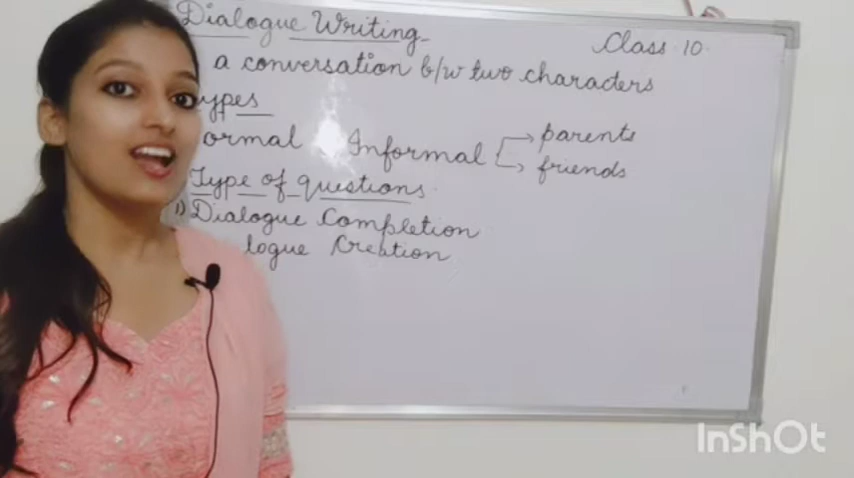 Dialogue Writing
Class 10
a conversation b/w two characters
ypes
ormal Informal parents
friends
Type of questions
1) Dialogue Completion
logue Creation
InShOt